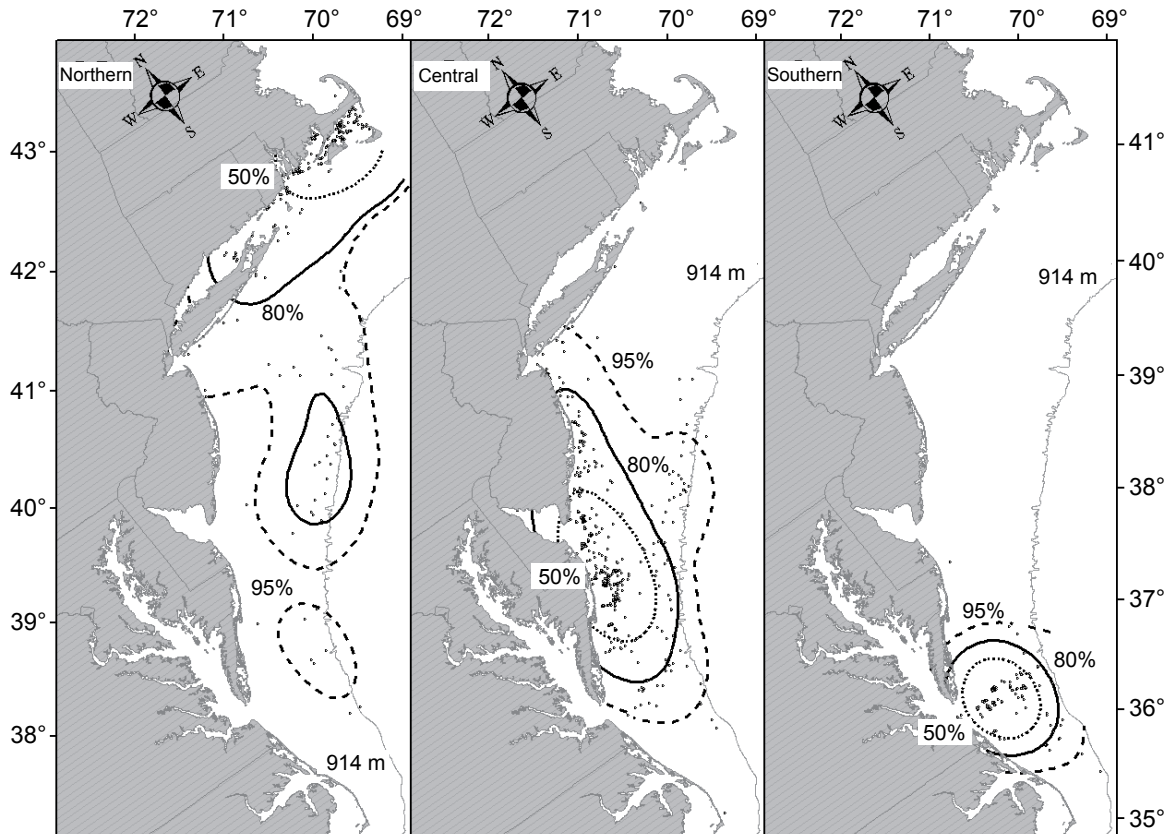 72° 71° 70° 69° 72° 71° 70° 69° 71° 70° 69°
Northern N E W S
Central N E W S
Southern N E W S
43° 41°
50%
42° 40°
914 m 914 m
80%
95%
41° 39°
80%
40° 38°
50%
95% 37°
39° 95%
80%
38° 36°
50%
914 m
35°